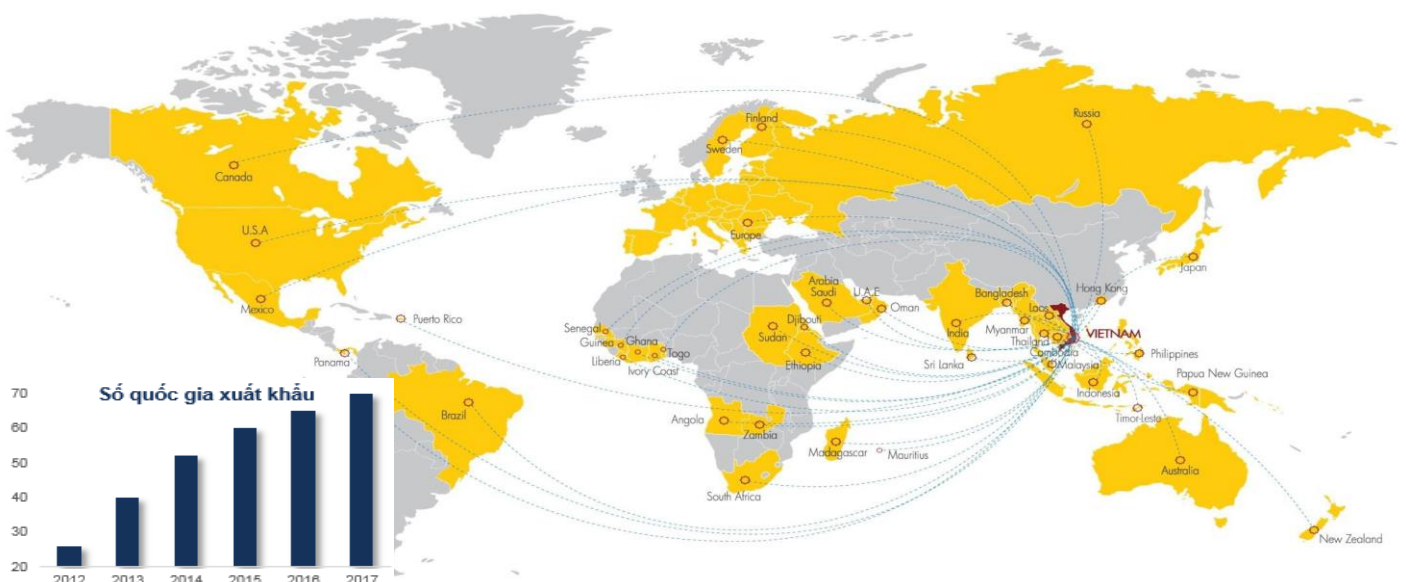 Finland
Russia
Sweden
Canada
U.S.A
Europe
Japan
Mexico
Arabia
Saudi
U.A.E
Bangladesh
Hong Kong
Oman
Laos
Puerto Rico
Senegal
Djibouti
Sudan
India
Myanmar
VIETNAM
Guinea
Ghana
Thailand
Togo
Liberia
Cambodia
Panama
Ivory Coast
Ethiopia
Sri Lanka
Malaysia
Philippines
Papua New Guinea
Indonesia
Brazil
Angola
Timor-Leste
Zambia
Madagascar
Mauritius
Australia
South Africa
New Zealand
Số quốc gia xuất khẩu
70
60
50
40
30
20
2012 2013 2014 2015 2016 2017